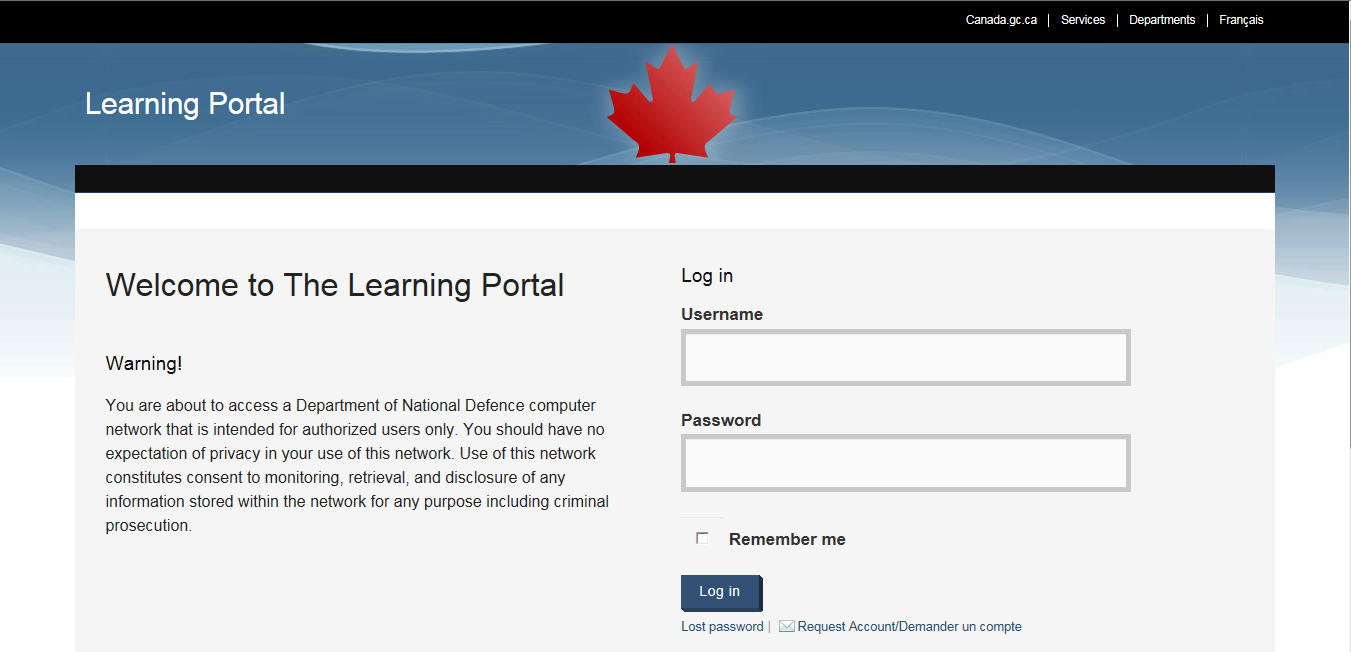 Canada.gc.ca | Services | Departments | Français
Learning Portal
Welcome to The Learning Portal
Warning!
You are about to access a Department of National Defence computer
network that is intended for authorized users only. You should have no
expectation of privacy in your use of this network. Use of this network
constitutes consent to monitoring, retrieval, and disclosure of any
information stored within the network for any purpose including criminal
prosecution.
Log in
Username
Password
Remember me
Log in
Lost password | Request Account/Demander un compte